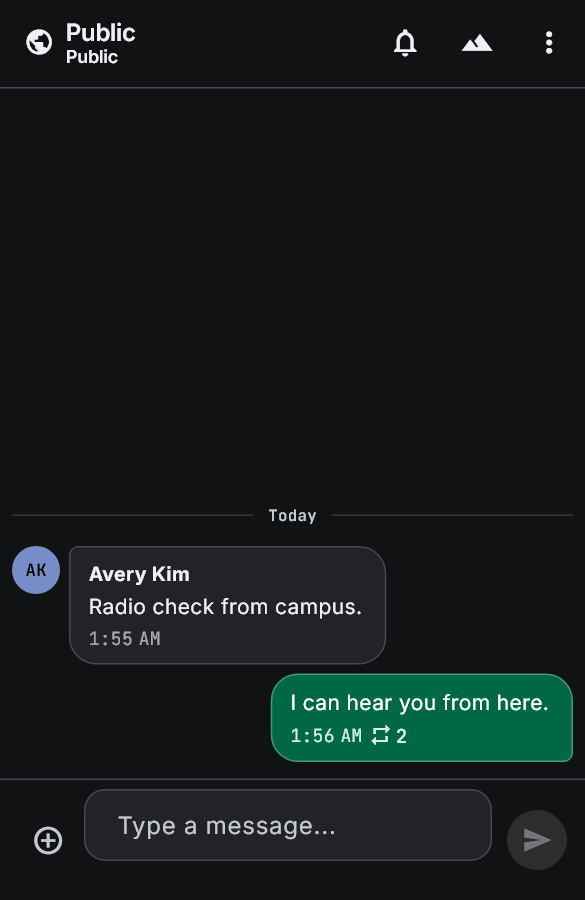 Public
Public
Today
AK
Avery Kim
Radio check from campus.
1:55 AM
I can hear you from here.
1:56 AM 2
Type a message...